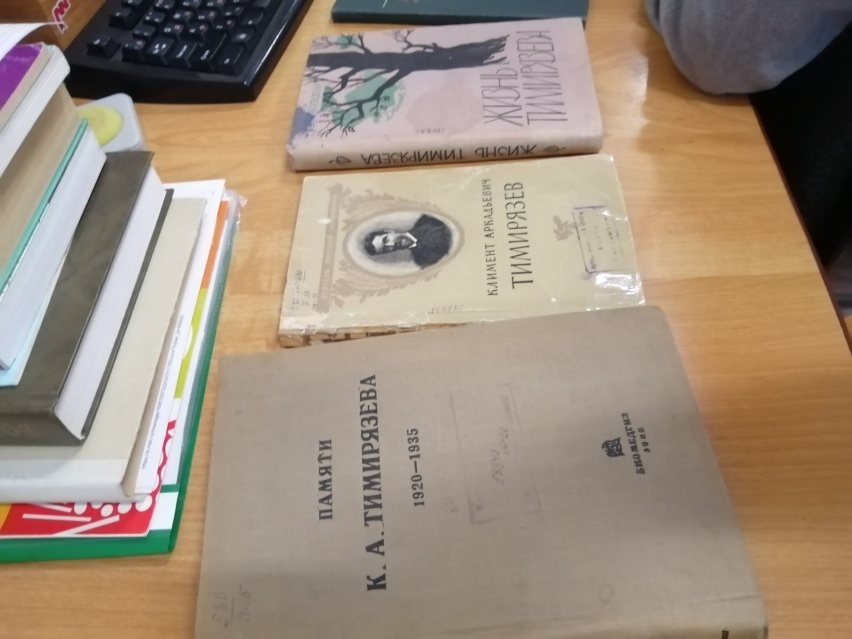 ЖИЗНЬ
ТИМИРЯЗЕВА
ЖИЗНЬ ТИМИРЯЗЕВА
КЛИМЕНТ АРКАДЬЕВИЧ
ТИМИРЯЗЕВ
ПАМЯТИ
К. А. ТИМИРЯЗЕВА
1920—1935
БИОМЕДГИЗ